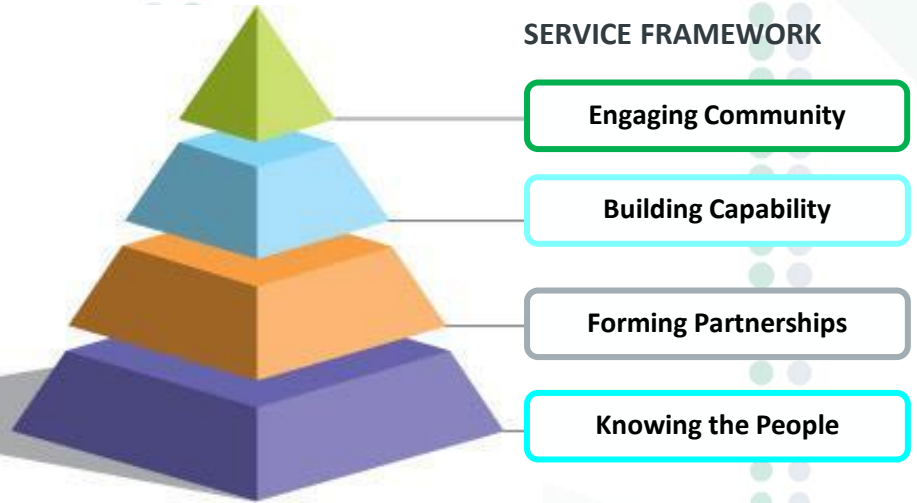 SERVICE FRAMEWORK
Engaging Community
Building Capability
Forming Partnerships
Knowing the People